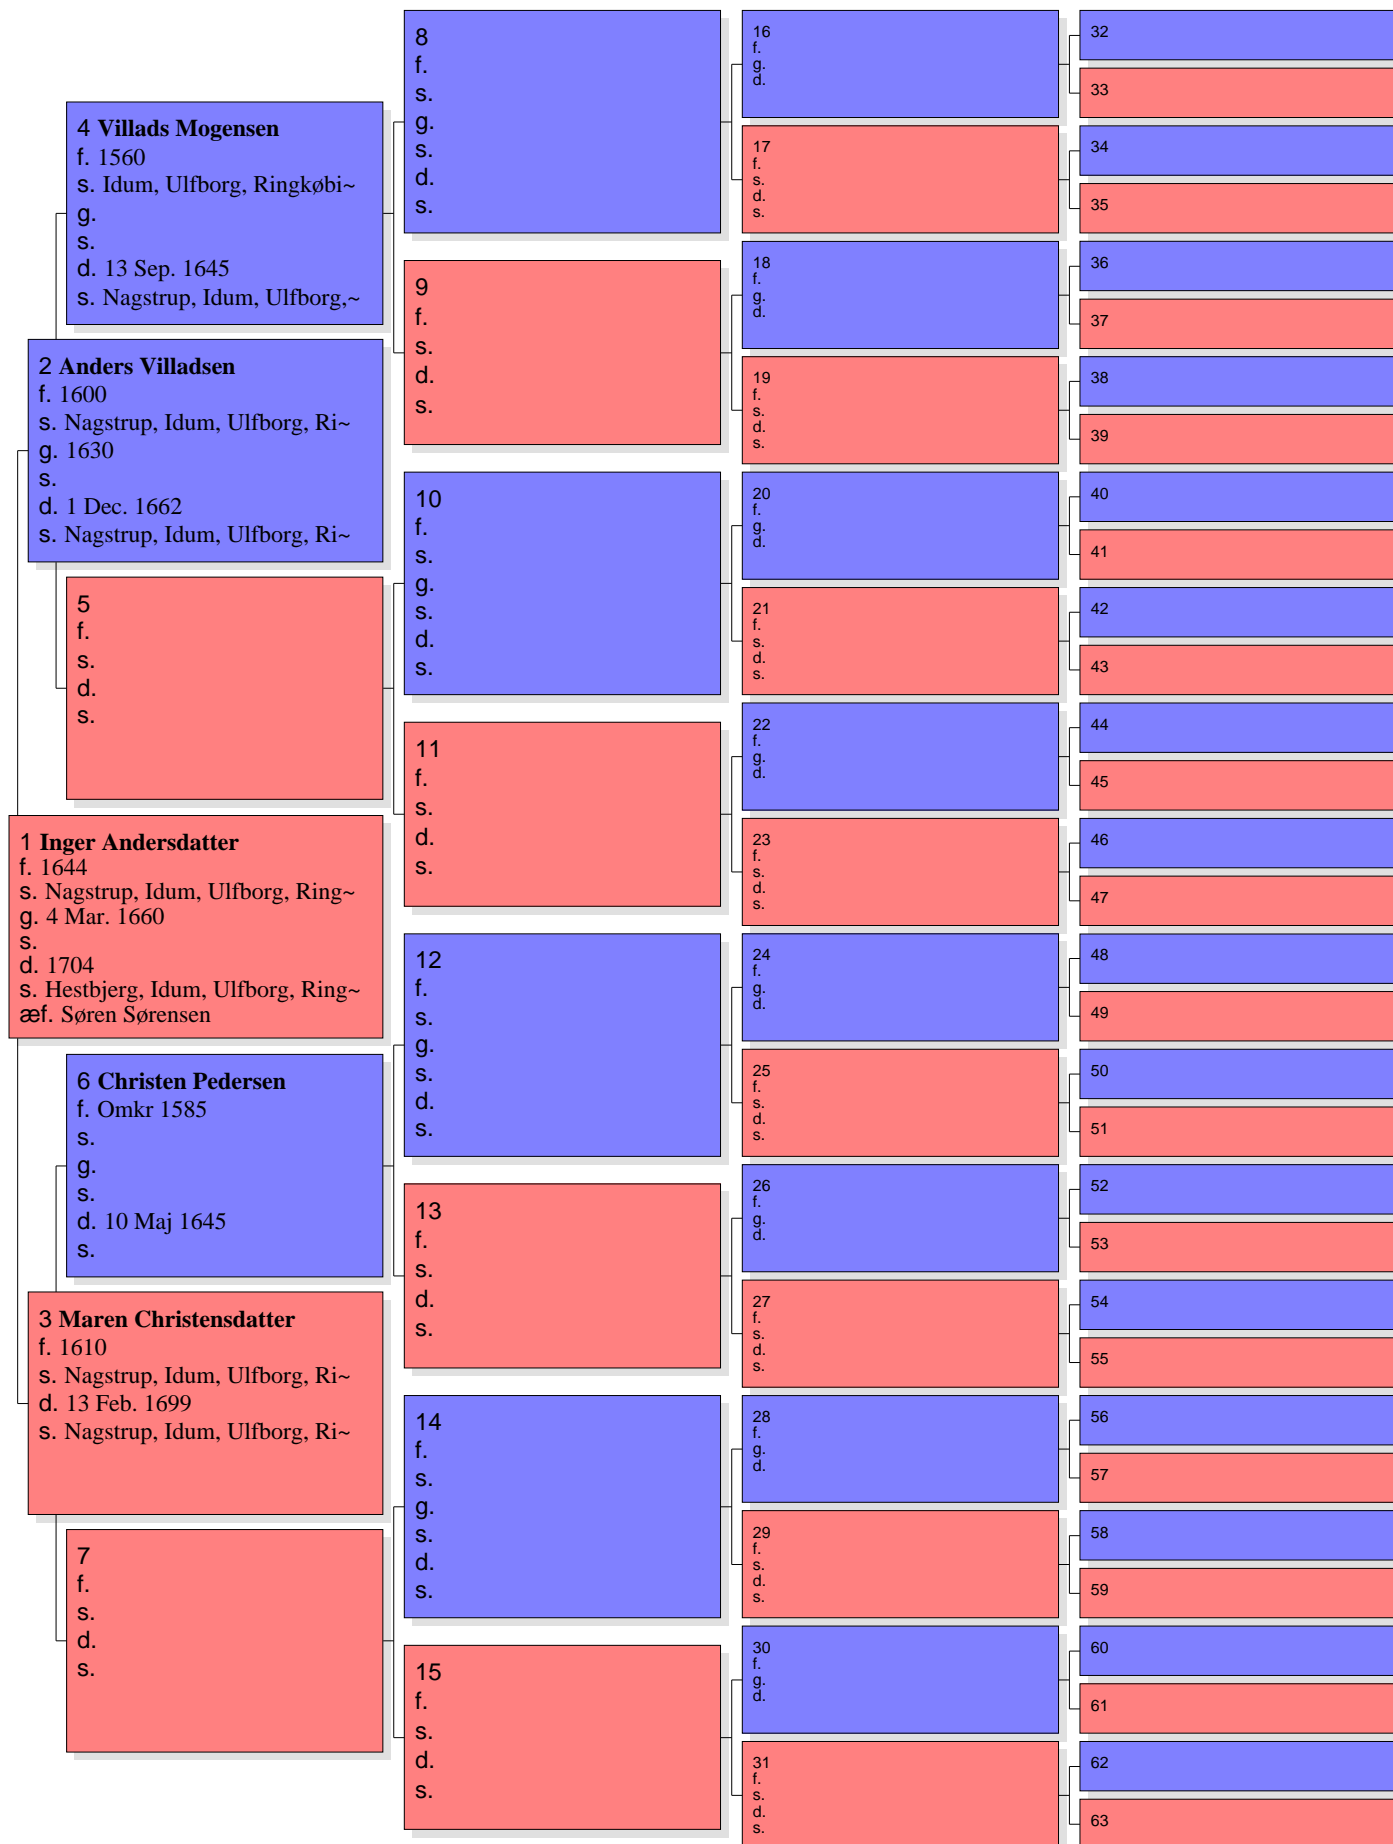 4 Villads Mogensen
f. 1560
s. Idum, Ulfborg, Ringkøbi~
g.
s.
d. 13 Sep. 1645
s. Nagstrup, Idum, Ulfborg,~
2 Anders Villadsen
f. 1600
s. Nagstrup, Idum, Ulfborg, Ri~
g. 1630
s.
d. 1 Dec. 1662
s. Nagstrup, Idum, Ulfborg, Ri~
5
f.
s.
d.
s.
1 Inger Andersdatter
f. 1644
s. Nagstrup, Idum, Ulfborg, Ring~
g. 4 Mar. 1660
s.
d. 1704
s. Hestbjerg, Idum, Ulfborg, Ring~
æf. Søren Sørensen
6 Christen Pedersen
f. Omkr 1585
s.
g.
s.
d. 10 Maj 1645
s.
3 Maren Christensdatter
f. 1610
s. Nagstrup, Idum, Ulfborg, Ri~
d. 13 Feb. 1699
s. Nagstrup, Idum, Ulfborg, Ri~
7
f.
s.
d.
s.
8
f.
s.
g.
s.
d.
s.
9
f.
s.
d.
s.
10
f.
s.
g.
s.
d.
s.
11
f.
s.
d.
s.
12
f.
s.
g.
s.
d.
s.
13
f.
s.
d.
s.
14
f.
s.
g.
s.
d.
s.
15
f.
s.
d.
s.
16
f.
g.
d.
17
f.
s.
d.
s.
18
f.
g.
d.
19
f.
s.
d.
s.
20
f.
g.
d.
21
f.
s.
d.
s.
22
f.
g.
d.
23
f.
s.
d.
s.
24
f.
g.
d.
25
f.
s.
d.
s.
26
f.
g.
d.
27
f.
s.
d.
s.
28
f.
g.
d.
29
f.
s.
d.
s.
30
f.
g.
d.
31
f.
s.
d.
s.
32
33
34
35
36
37
38
39
40
41
42
43
44
45
46
47
48
49
50
51
52
53
54
55
56
57
58
59
60
61
62
63